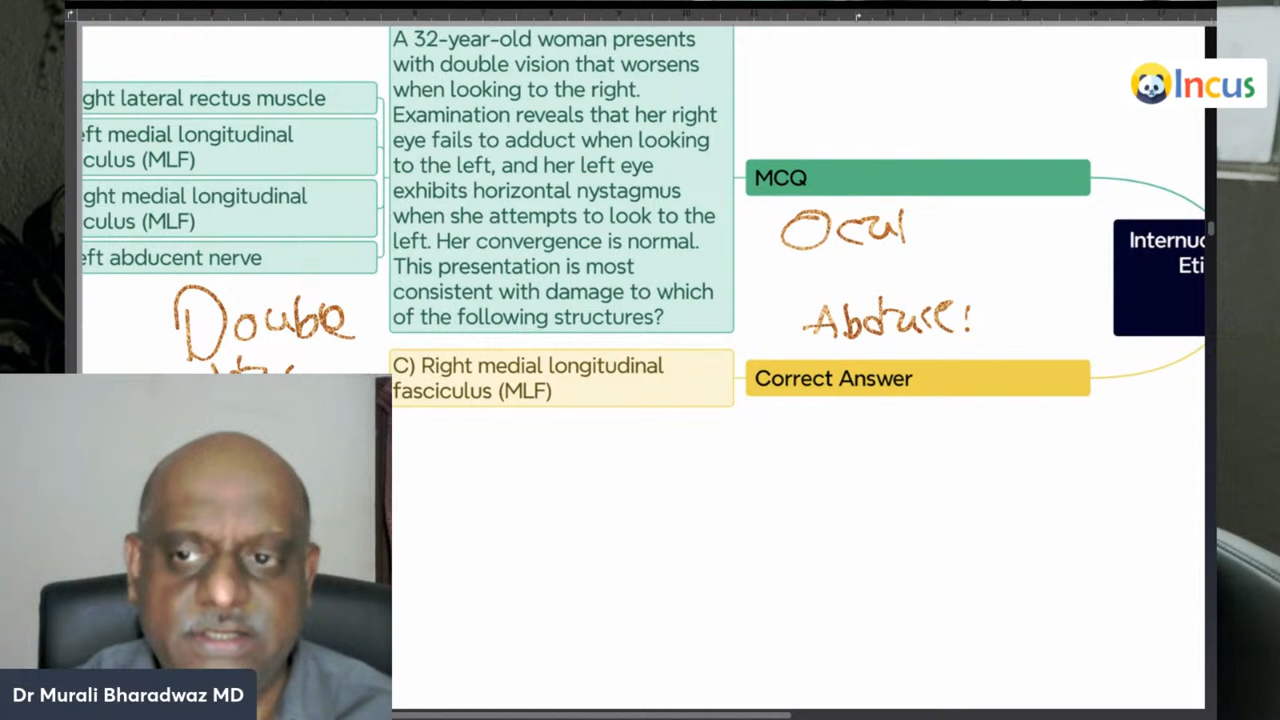 Incus
ght lateral rectus muscle
eft medial longitudinal
culus (MLF)
ght medial longitudinal
culus (MLF)
eft abducent nerve
A 32-year-old woman presents
with double vision that worsens
when looking to the right.
Examination reveals that her right
eye fails to adduct when looking
to the left, and her left eye
exhibits horizontal nystagmus
when she attempts to look to the
left. Her convergence is normal.
This presentation is most
consistent with damage to which
of the following structures?
MCQ
Ocul
Internuc
Eti
Double
C) Right medial longitudinal
fasciculus (MLF)
Correct Answer
Dr Murali Bharadwaz MD